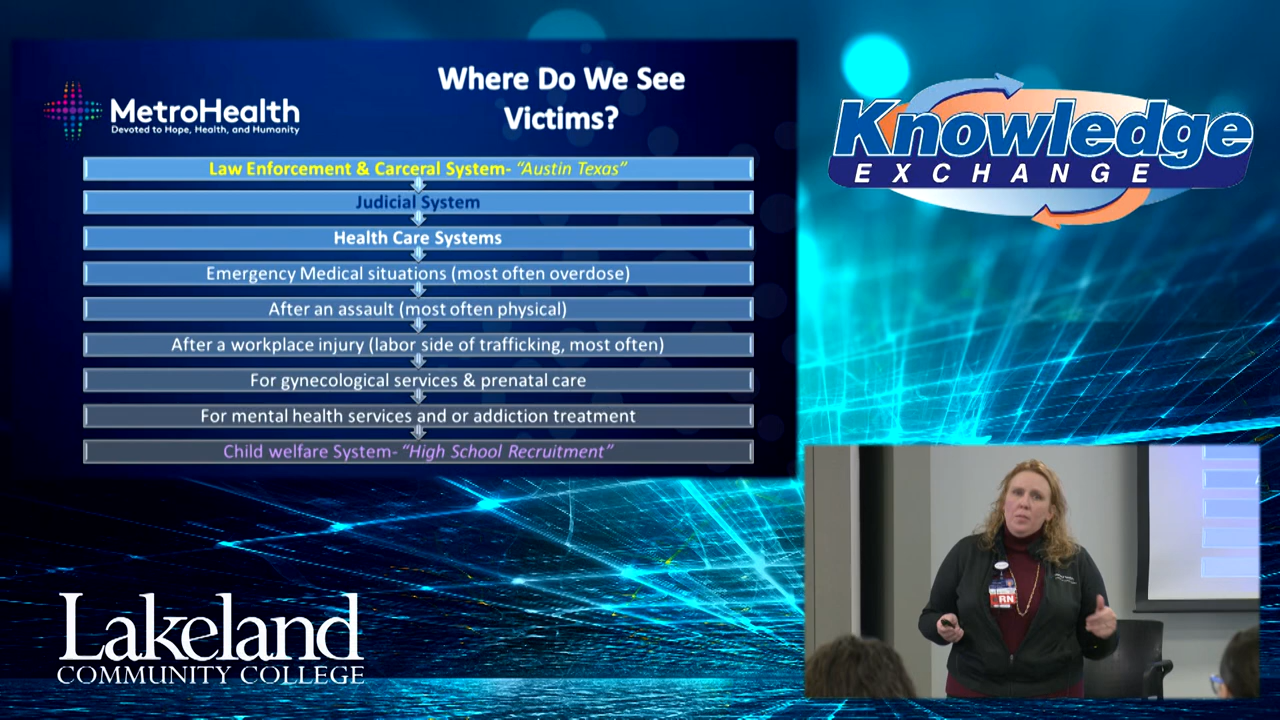 Where Do We See
Victims?
MetroHealth
Devoted to Hope, Health, and Humanity
Law Enforcement & Carceral System- “Austin Texas”
Judicial System
Health Care Systems
Emergency Medical situations (most often overdose)
After an assault (most often physical)
After a workplace injury (labor side of trafficking, most often)
For gynecological services & prenatal care
For mental health services and or addiction treatment
Child welfare System- “High School Recruitment”
Knowledge
EXCHANGE
RN
Lakeland
COMMUNITY COLLEGE